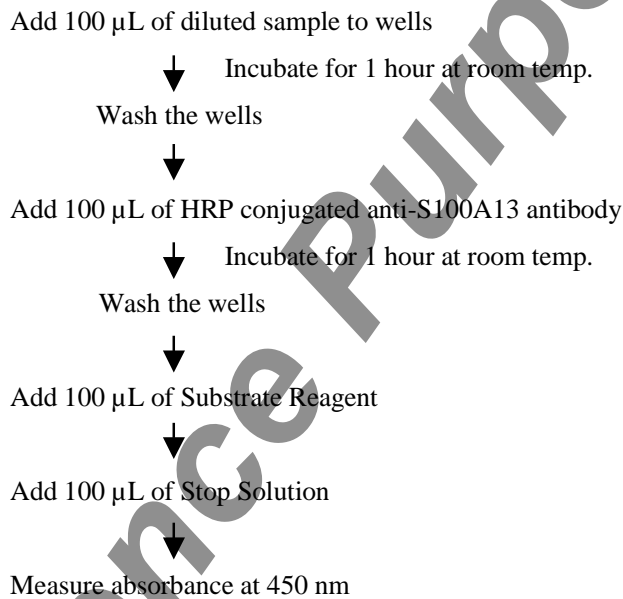 Add 100 µL of diluted sample to wells
Incubate for 1 hour at room temp.
Wash the wells
Add 100 µL of HRP conjugated anti-S100A13 antibody
Incubate for 1 hour at room temp.
Wash the wells
Add 100 µL of Substrate Reagent
Add 100 µL of Stop Solution
Measure absorbance at 450 nm